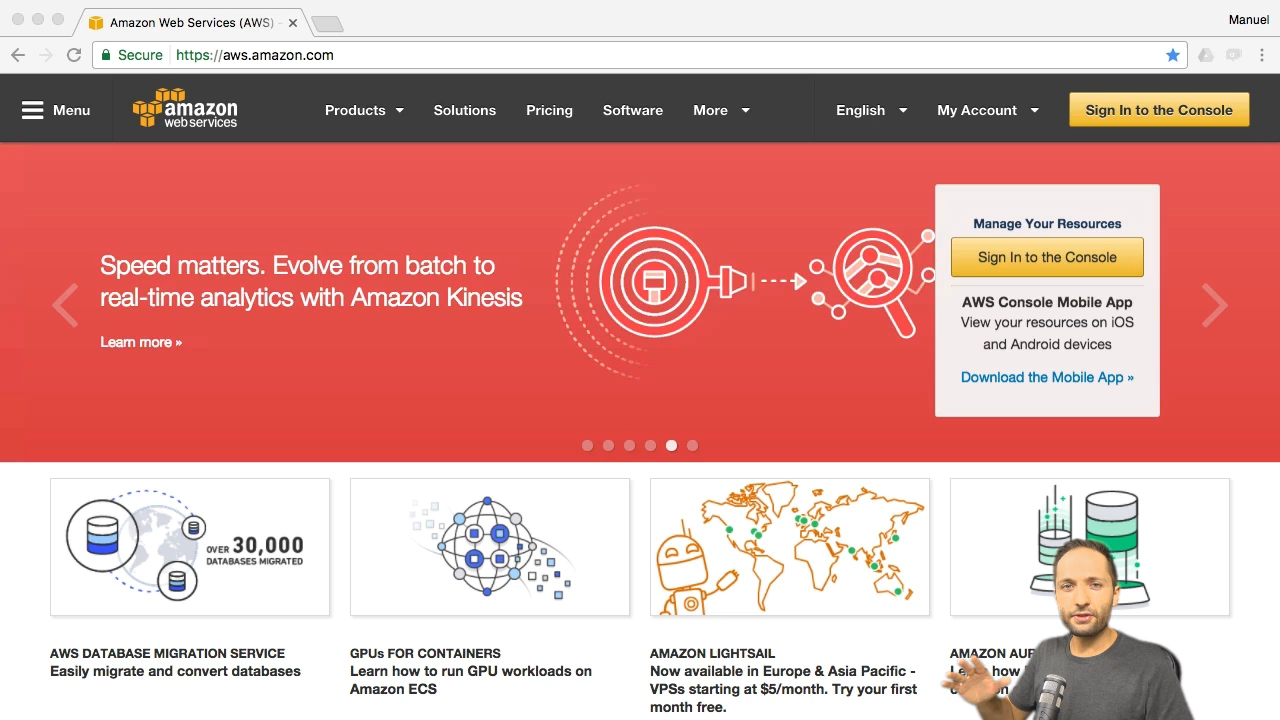 Amazon Web Services (AWS) -
Manuel
Secure
https://aws.amazon.com
Menu
amazon
webservices
Products
Solutions
Pricing
Software
More
English
My Account
Sign In to the Console
Speed matters. Evolve from batch to
real-time analytics with Amazon Kinesis
Learn more »
Manage Your Resources
Sign In to the Console
AWS Console Mobile App
View your resources on iOS
and Android devices
Download the Mobile App »
OVER 30,000
DATABASES MIGRATED
AWS DATABASE MIGRATION SERVICE
Easily migrate and convert databases
GPUs FOR CONTAINERS
Learn how to run GPU workloads on
Amazon ECS
AMAZON LIGHTSAIL
Now available in Europe & Asia Pacific -
VPSs starting at $5/month. Try your first
month free.
AMAZON AUR
how